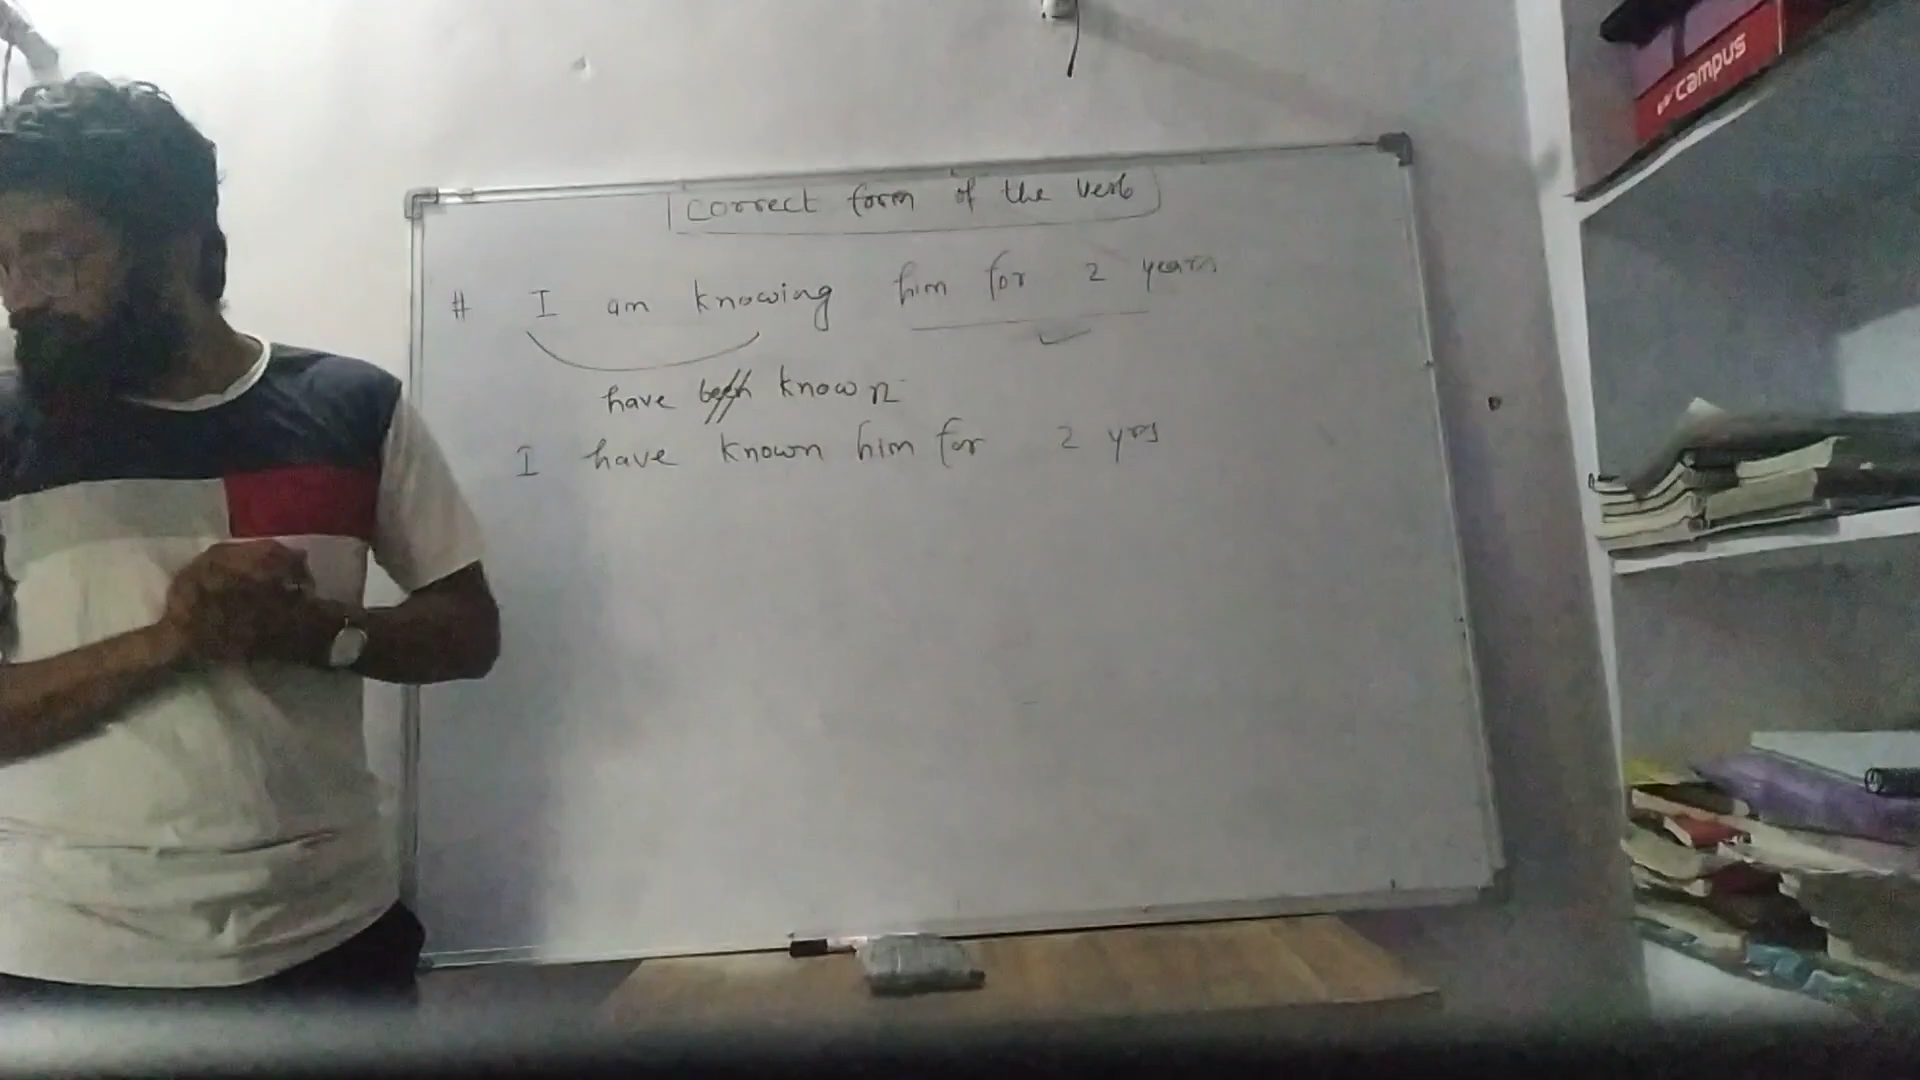 correct form of the verb
# I am knowing him for 2 years
have been known
I have known him for 2 yrs
campus